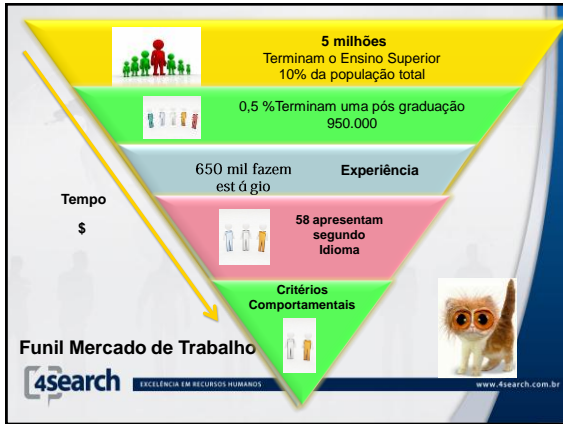 5 milhões
Terminam o Ensino Superior
10% da população total
0,5 %Terminam uma pós graduação
950.000
650 mil fazem
est á gio
Experiência
Tempo
$
58 apresentam
segundo
Idioma
Critérios
Comportamentais
Funil Mercado de Trabalho
4search
EXCELÊNCIA EM RECURSOS HUMANOS
www.4search.com.br